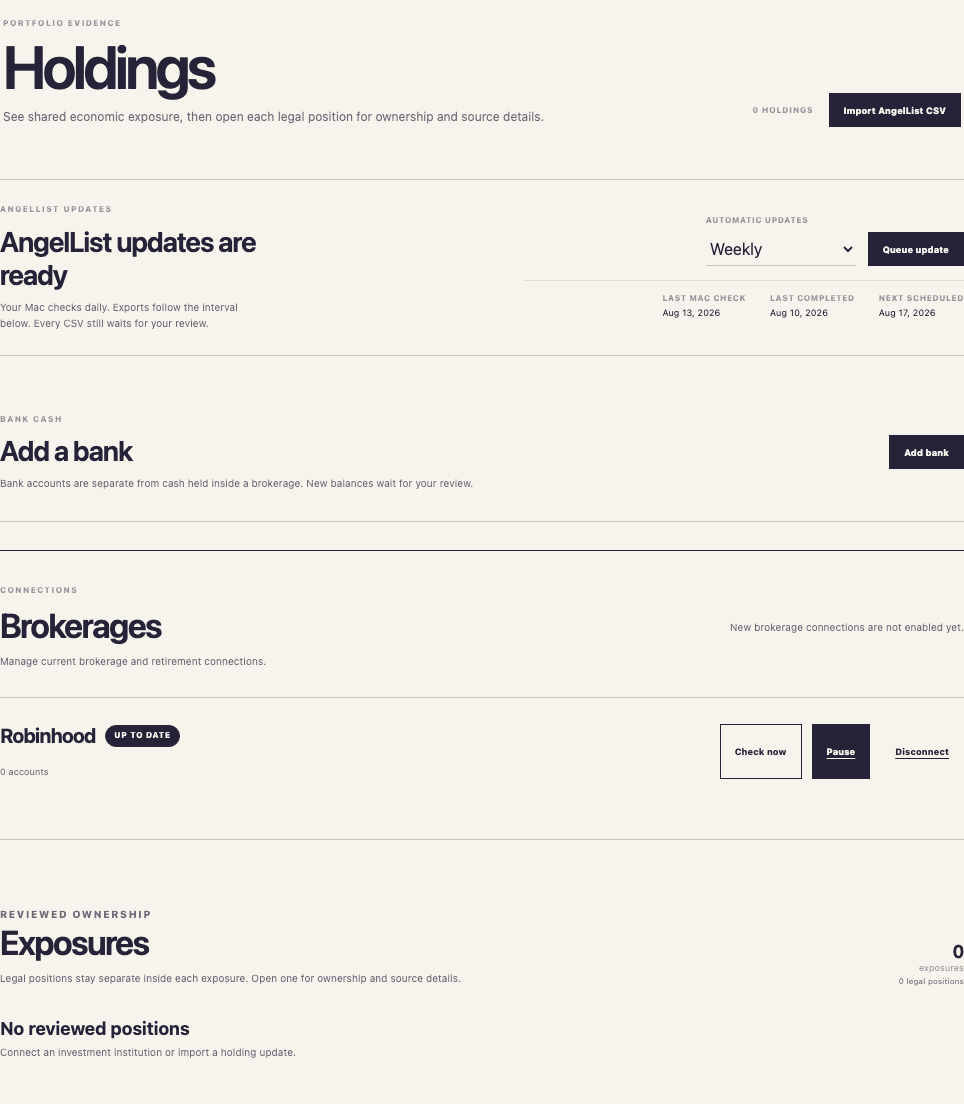 PORTFOLIO EVIDENCE
Holdings
See shared economic exposure, then open each legal position for ownership and source details.
0 HOLDINGS
Import AngelList CSV
ANGELLIST UPDATES
AngelList updates are
ready
Your Mac checks daily. Exports follow the interval
below. Every CSV still waits for your review.
AUTOMATIC UPDATES
Weekly
Queue update
LAST MAC CHECK
Aug 13, 2026
LAST COMPLETED
Aug 10, 2026
NEXT SCHEDULED
Aug 17, 2026
BANK CASH
Add a bank
Bank accounts are separate from cash held inside a brokerage. New balances wait for your review.
Add bank
CONNECTIONS
Brokerages
Manage current brokerage and retirement connections.
New brokerage connections are not enabled yet.
Robinhood
UP TO DATE
0 accounts
Check now
Pause
Disconnect
REVIEWED OWNERSHIP
Exposures
Legal positions stay separate inside each exposure. Open one for ownership and source details.
0
exposures
0 legal positions
No reviewed positions
Connect an investment institution or import a holding update.